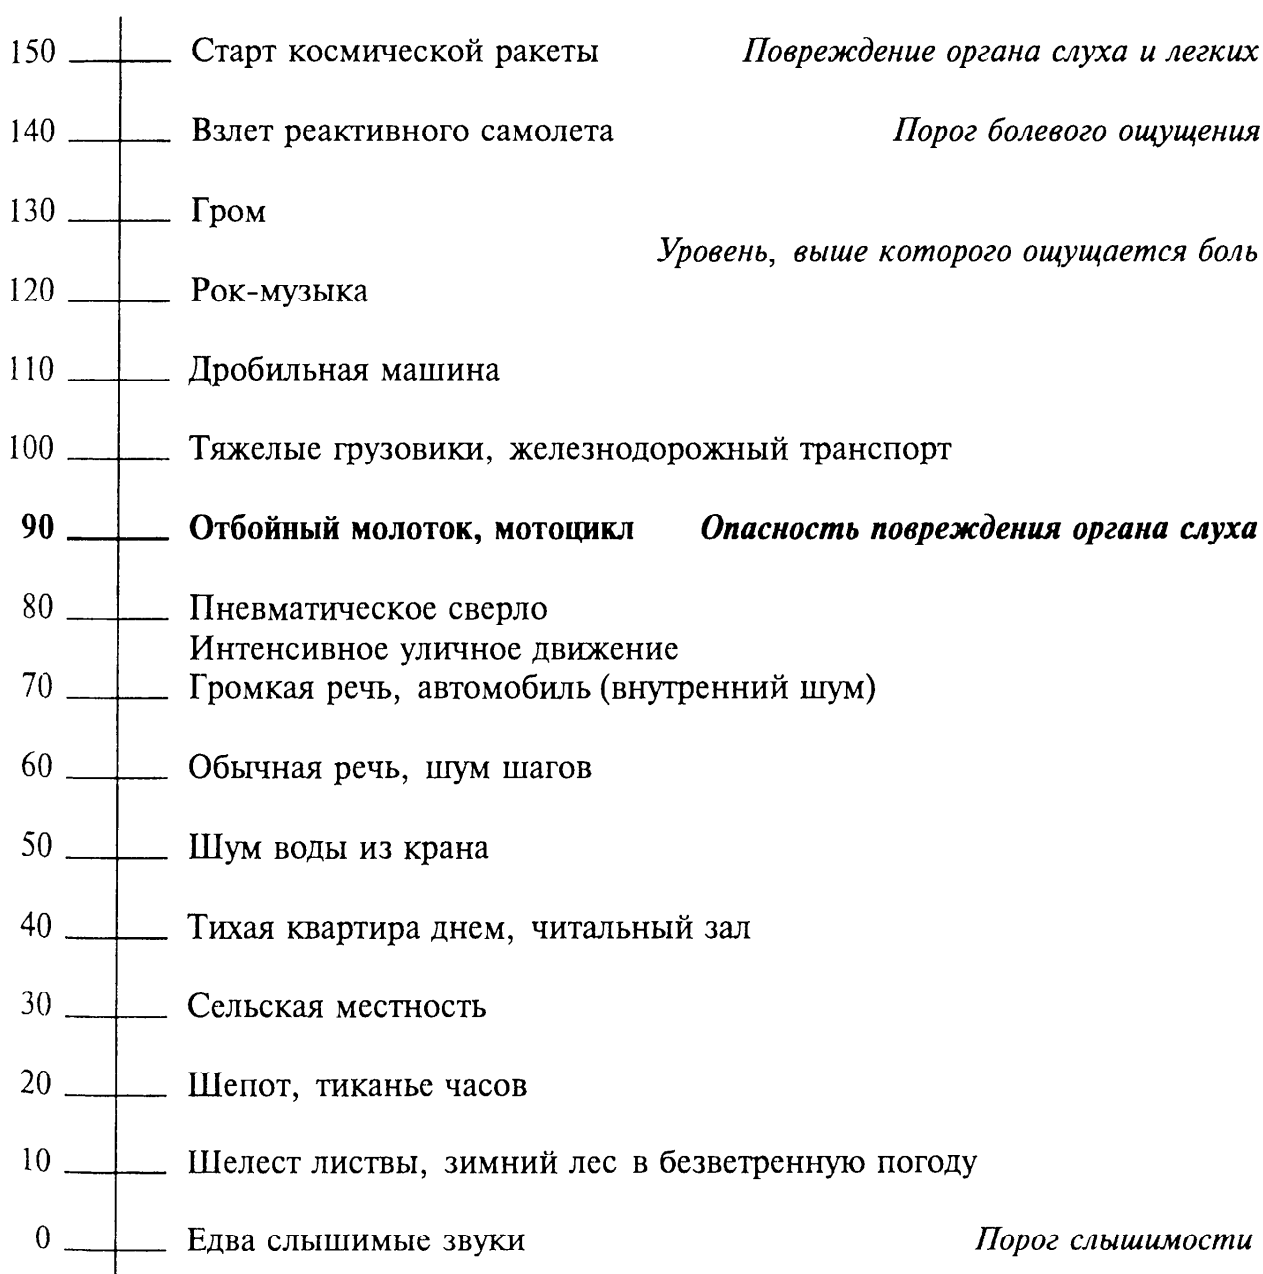 150 Старт космической ракеты Повреждение органа слуха и легких
140 Взлет реактивного самолета Порог болевого ощущения
130 Гром
Уровень, выше которого ощущается боль
120 Рок-музыка
110 Дробильная машина
100 Тяжелые грузовики, железнодорожный транспорт
90 Отбойный молоток, мотоцикл Опасность повреждения органа слуха
80 Пневматическое сверло
Интенсивное уличное движение
70 Громкая речь, автомобиль (внутренний шум)
60 Обычная речь, шум шагов
50 Шум воды из крана
40 Тихая квартира днем, читальный зал
30 Сельская местность
20 Шепот, тиканье часов
10 Шелест листвы, зимний лес в безветренную погоду
0 Едва слышимые звуки Порог слышимости